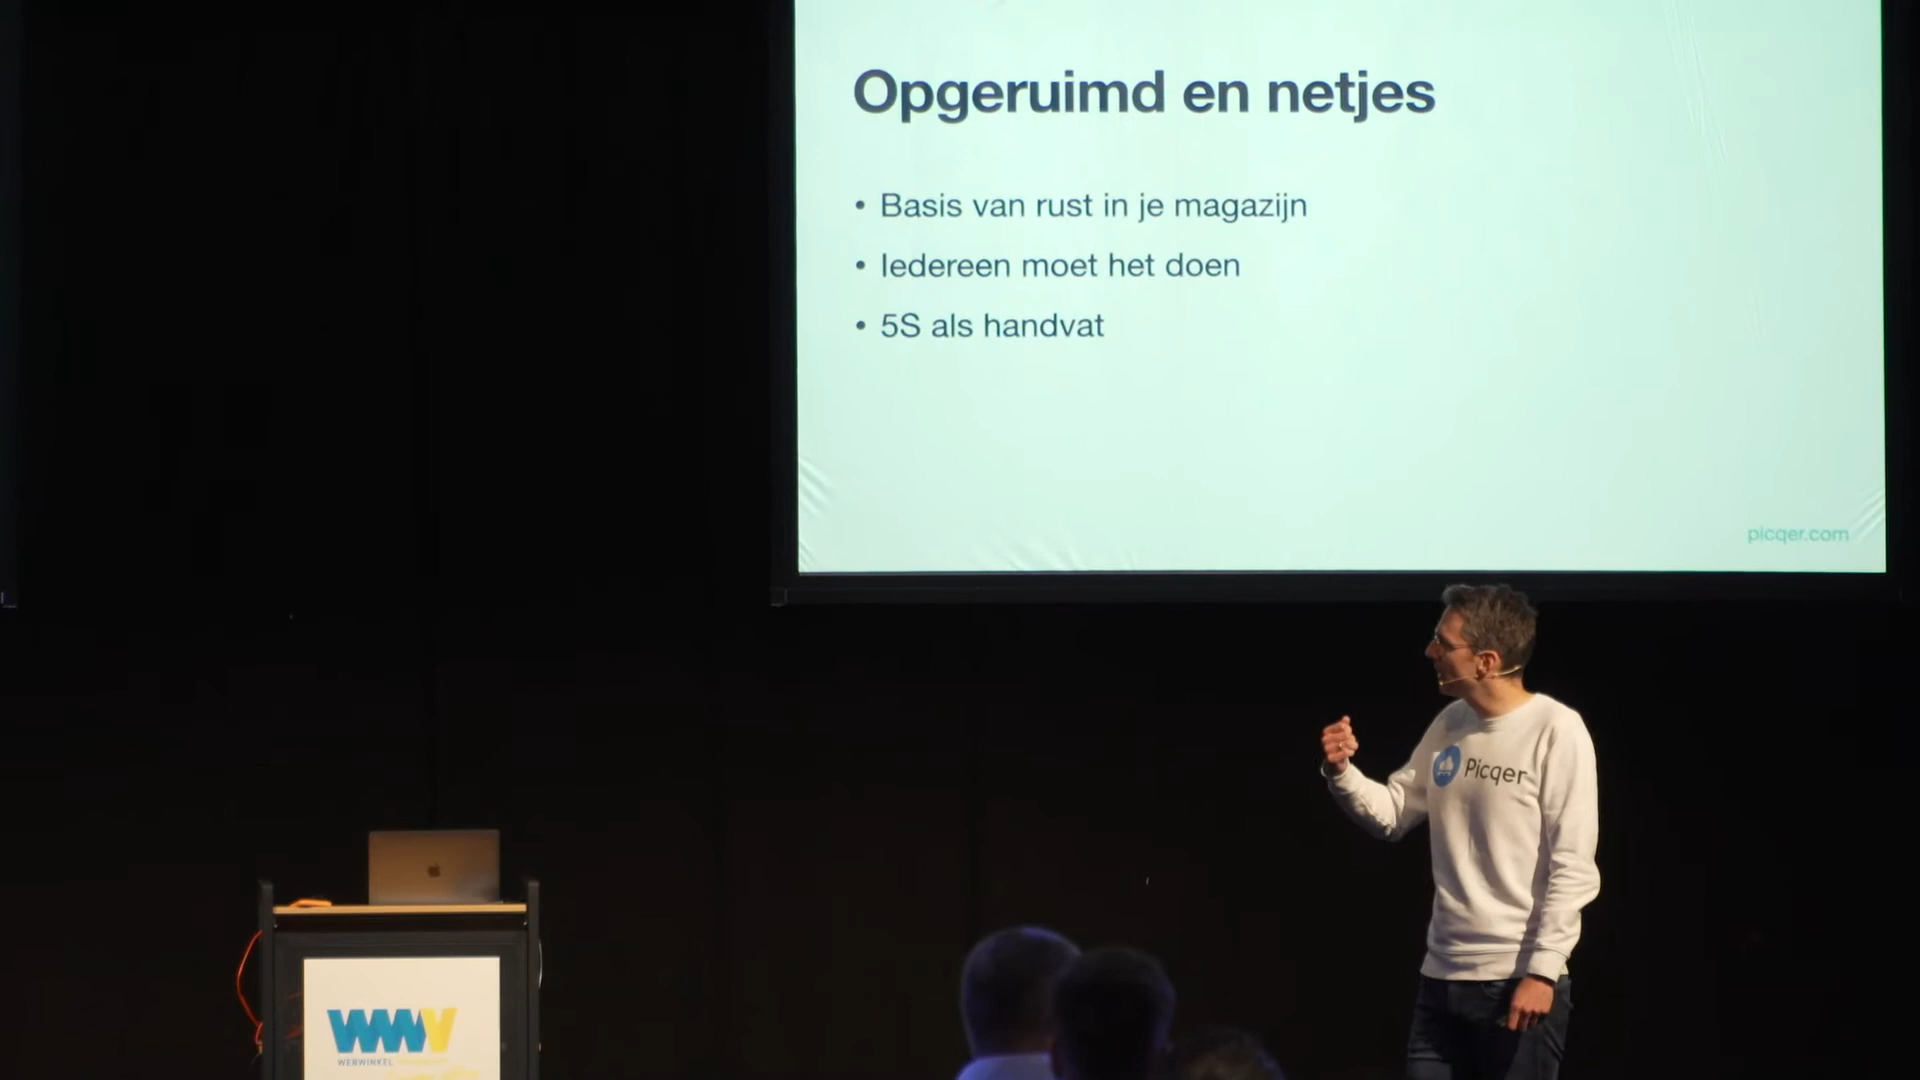 Opgeruimd en netjes
• Basis van rust in je magazijn
• Iedereen moet het doen
• 5S als handvat
picqer.com
Picqer
WWV
WEBWINKEL